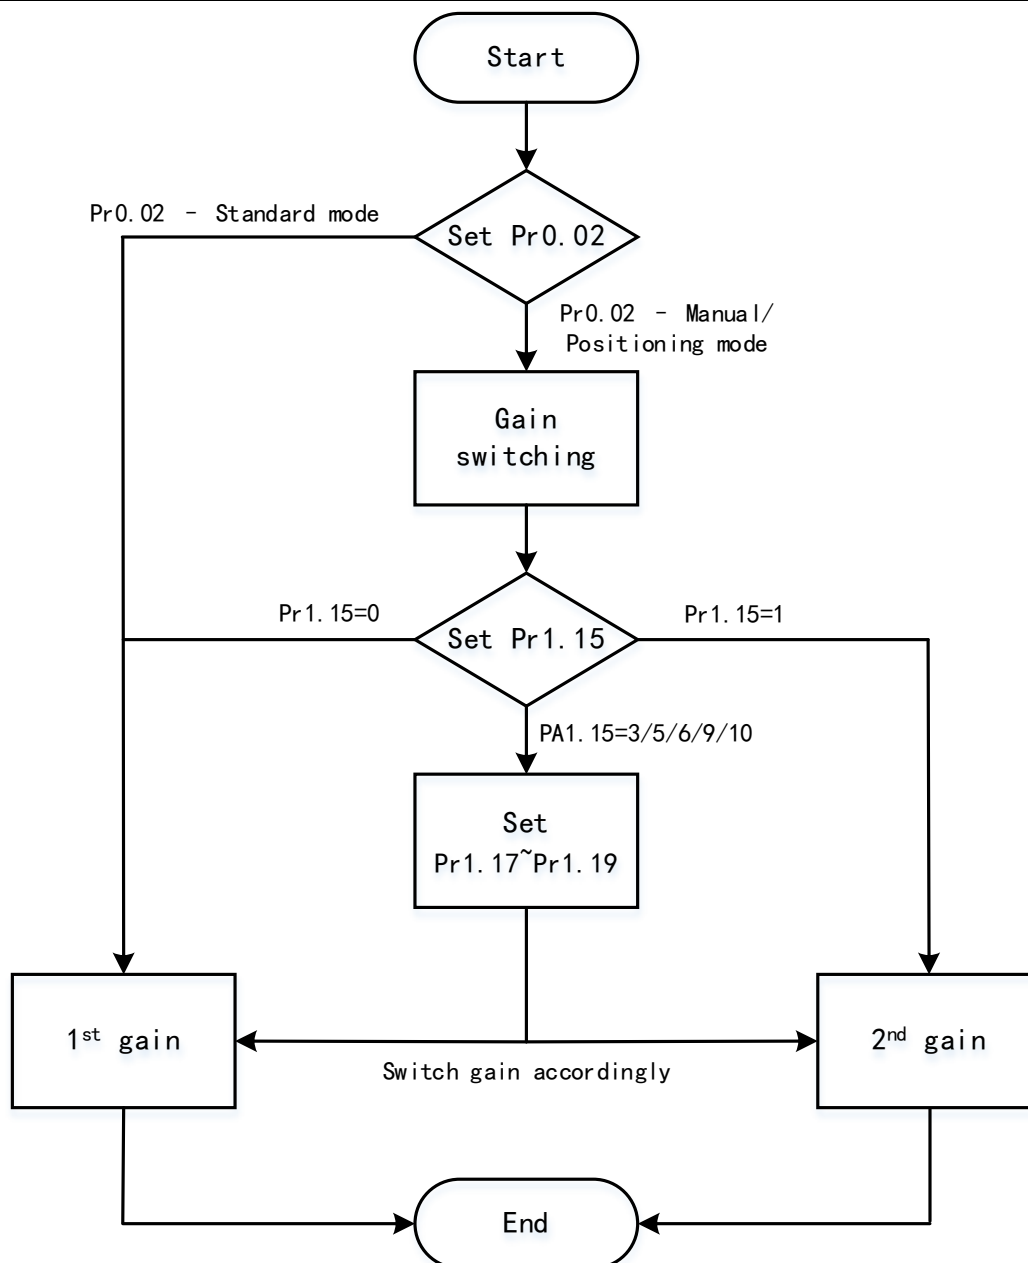 Start
Pr0.02 - Standard mode
Set Pr0.02
Pr0.02 - Manual/
Positioning mode
Gain
switching
Pr1.15=0
Set Pr1.15
Pr1.15=1
PA1.15=3/5/6/9/10
Set
Pr1.17~Pr1.19
1st gain
2nd gain
Switch gain accordingly
End